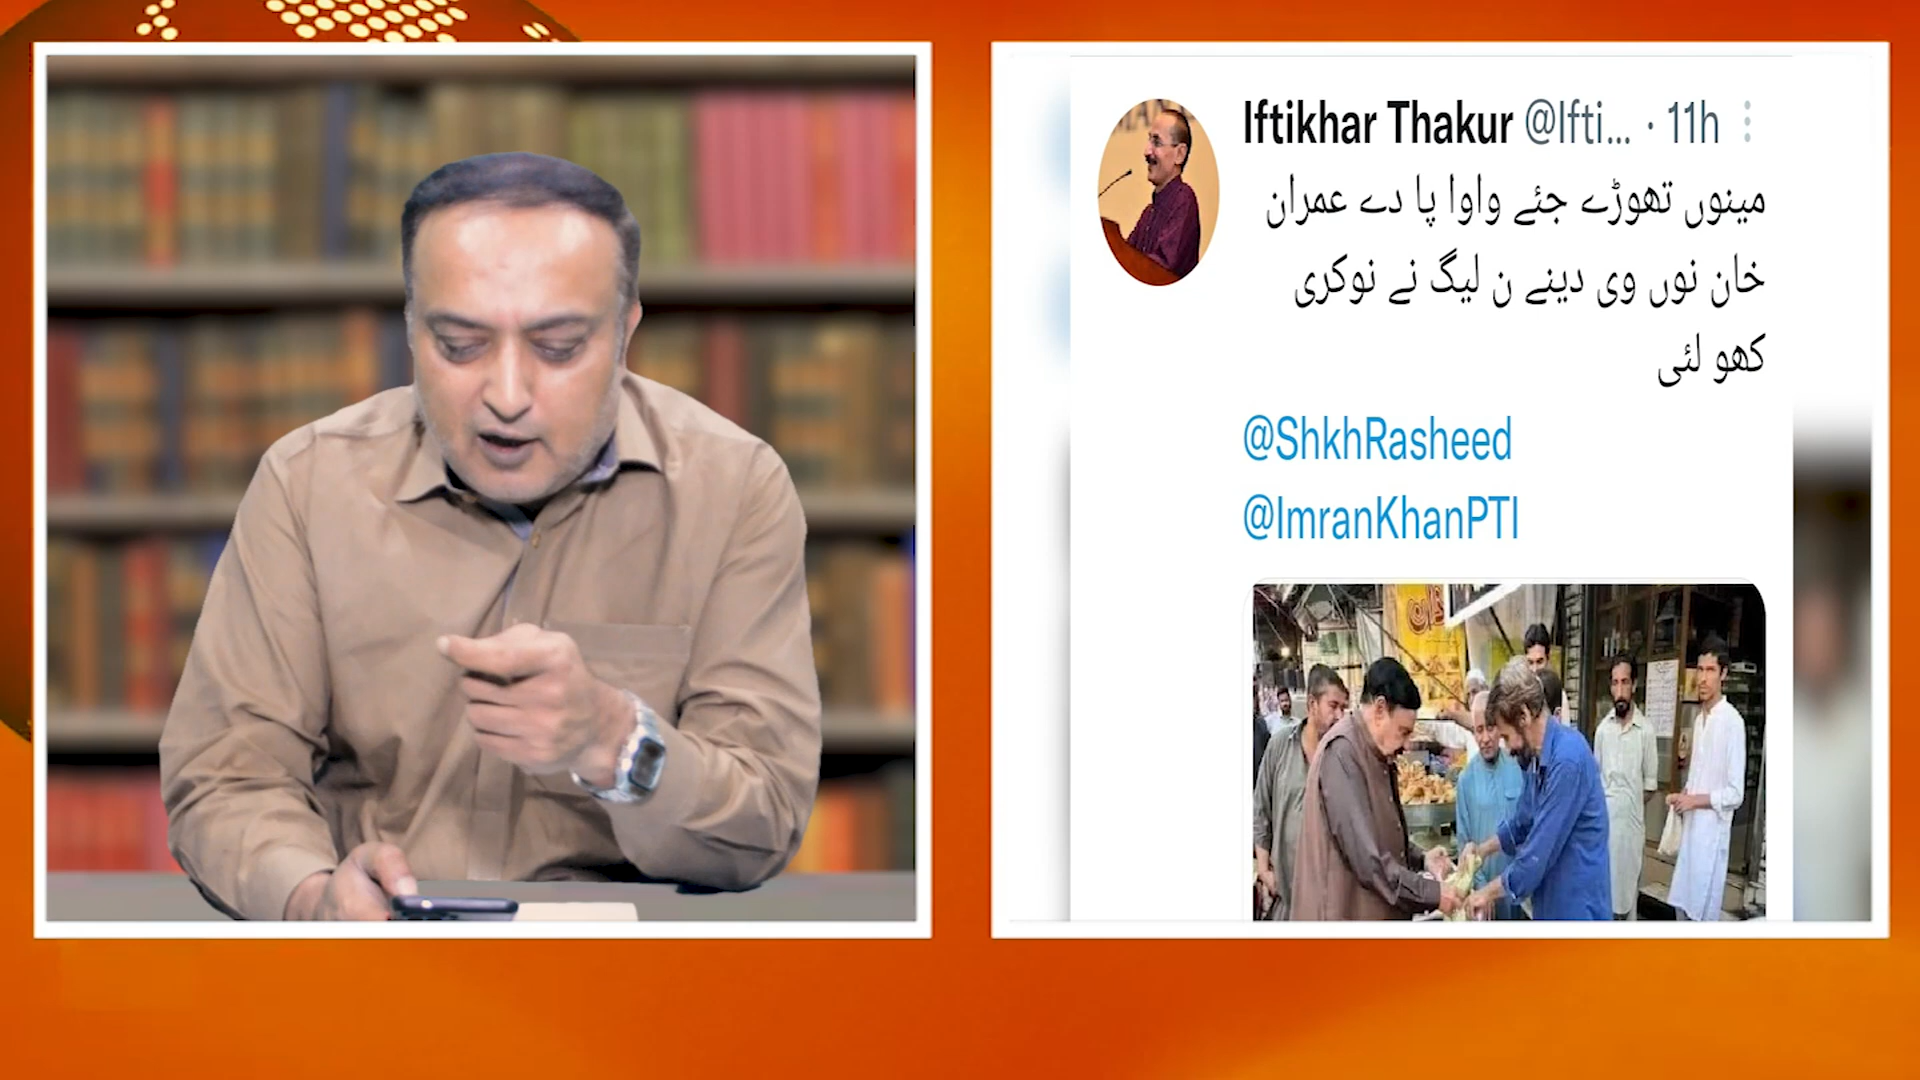 Iftikhar Thakur @Ifti... · 11h
مینوں تھوڑے جئے واوا پا دے عمران
خان نوں وی دینے ن لیگ نے نوکری
کھو لئی
@ShkhRasheed
@ImranKhanPTI